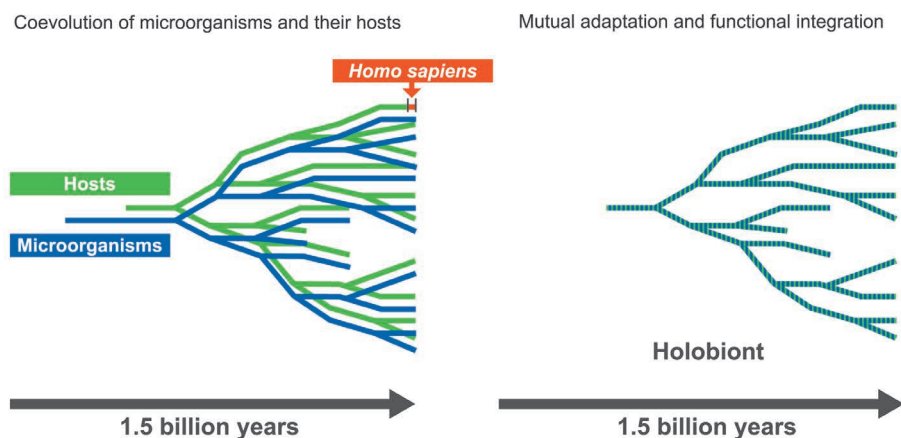 Coevolution of microorganisms and their hosts
Homo sapiens
Hosts
Microorganisms
1.5 billion years
Mutual adaptation and functional integration
Holobiont
1.5 billion years